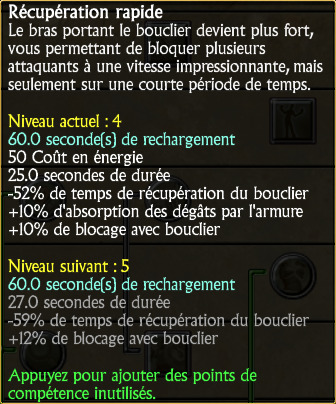 Récupération rapide
Le bras portant le bouclier devient plus fort,
vous permettant de bloquer plusieurs
attaquants à une vitesse impressionnante, mais
seulement sur une courte période de temps.
Niveau actuel : 4
60.0 seconde(s) de rechargement
50 Coût en énergie
25.0 secondes de durée
-52% de temps de récupération du bouclier
+10% d'absorption des dégâts par l'armure
+10% de blocage avec bouclier
Niveau suivant : 5
60.0 seconde(s) de rechargement
27.0 secondes de durée
-59% de temps de récupération du bouclier
+12% de blocage avec bouclier
Appuyez pour ajouter des points de
compétence inutilisés.